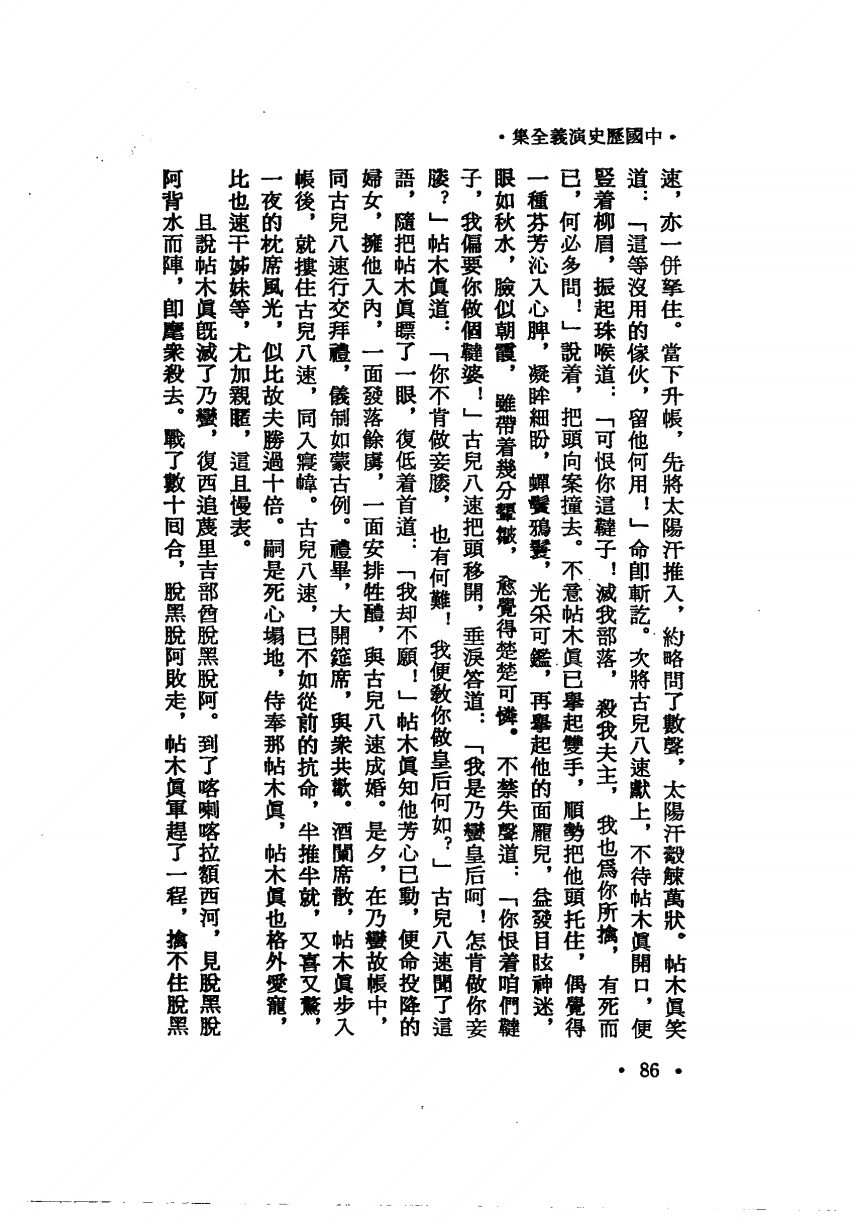 •中國歷史演義全集•
速，亦一併拏住。當下升帳，先將太陽汗推入，約略問了數聲，太陽汗觳觫萬狀。帖木眞笑
道：「這等沒用的傢伙，留他何用！」命卽斬訖。次將古兒八速獻上，不待帖木眞開口，便
豎着柳眉，振起珠喉道：「可恨你這韃子！滅我部落，殺我夫主，我也爲你所擒，有死而
已，何必多問！」說着，把頭向案撞去。不意帖木眞已舉起雙手，順勢把他頭托住，偶覺得
一種芬芳沁入心脾，凝眸細盼，蟬鬢鴉鬟，光采可鑑，再舉起他的面龐兒，益發目眩神迷，
眼如秋水，臉似朝霞，雖帶着幾分顰皺，愈覺得楚楚可憐。不禁失聲道：「你恨着咱們韃
子，我偏要你做個韃婆！」古兒八速把頭移開，垂淚答道：「我是乃蠻皇后呵！怎肯做你妾
媵？」帖木眞道：「你不肯做妾媵，也有何難！我便敎你做皇后何如？」古兒八速聞了這
語，隨把帖木眞瞟了一眼，復低着首道：「我却不願！」帖木眞知他芳心已動，便命投降的
婦女，擁他入內，一面發落餘虜，一面安排牲醴，與古兒八速成婚。是夕，在乃蠻故帳中，
同古兒八速行交拜禮，儀制如蒙古例。禮畢，大開筵席，與衆共歡。酒闌席散，帖木眞步入
帳後，就摟住古兒八速，同入寢幃。古兒八速，已不如從前的抗命，半推半就，又喜又驚，
一夜的枕席風光，似比故夫勝過十倍。嗣是死心塌地，侍奉那帖木眞，帖木眞也格外愛寵，
比也速干姊妹等，尤加親暱，這且慢表。
且說帖木眞旣滅了乃蠻，復西追蔑里吉部酋脫黑脫阿。到了喀喇喀拉額西河，見脫黑脫
阿背水而陣，卽麾衆殺去。戰了數十回合，脫黑脫阿敗走，帖木眞軍趕了一程，擒不住脫黑
• 86 •